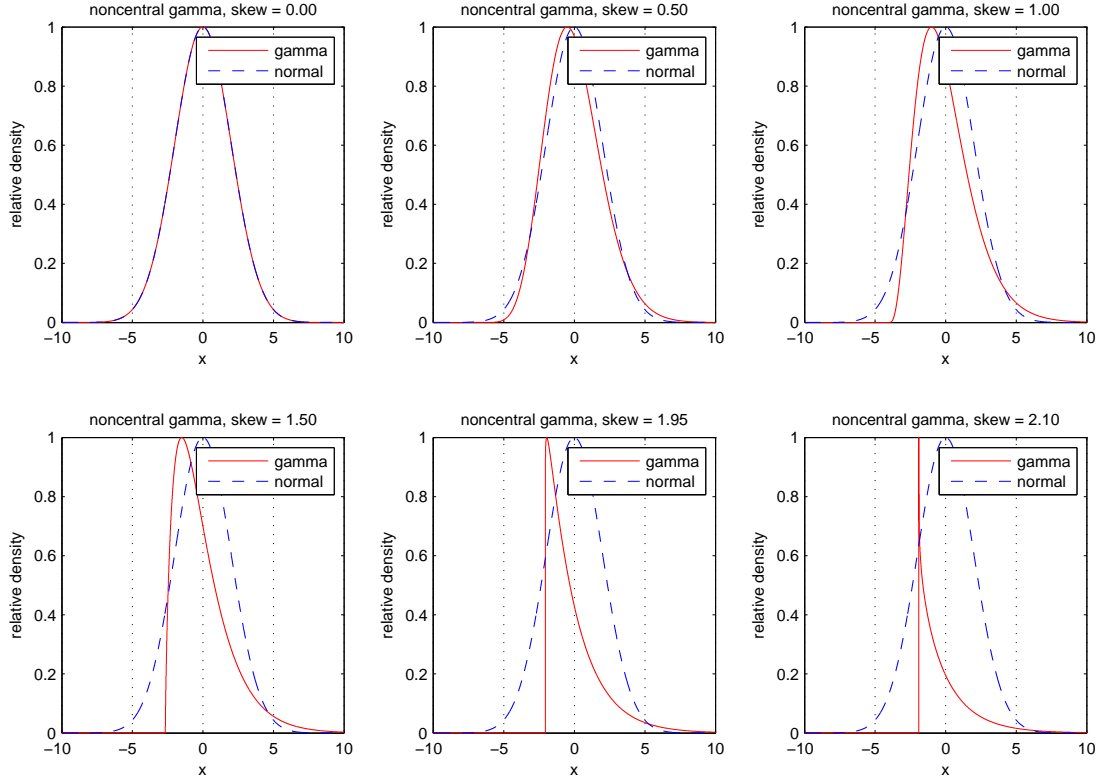 noncentral gamma, skew = 0.00
1
0.8
0.6
0.4
0.2
0
relative density
−10
−5
0
5
10
x
gamma
normal
noncentral gamma, skew = 0.50
1
0.8
0.6
0.4
0.2
0
relative density
−10
−5
0
5
10
x
gamma
normal
noncentral gamma, skew = 1.00
1
0.8
0.6
0.4
0.2
0
relative density
−10
−5
0
5
10
x
gamma
normal
noncentral gamma, skew = 1.50
1
0.8
0.6
0.4
0.2
0
relative density
−10
−5
0
5
10
x
gamma
normal
noncentral gamma, skew = 1.95
1
0.8
0.6
0.4
0.2
0
relative density
−10
−5
0
5
10
x
gamma
normal
noncentral gamma, skew = 2.10
1
0.8
0.6
0.4
0.2
0
relative density
−10
−5
0
5
10
x
gamma
normal